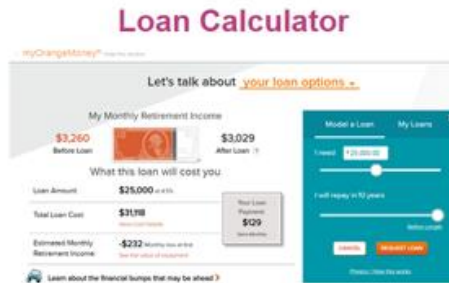 Loan Calculator
myOrangeMoney
Let's talk about your loan options
My Monthly Retirement Income
$3,260
Before Loan
$3,029
After Loan
What this loan will cost you
Loan Amount $25,000
Total Loan Cost $31,118
Estimated Monthly Retirement Income -$232
Your Loan Payment
$129
Learn about the financial bumps that may be ahead
Model a Loan My Loans
I need
I will repay in 10 years
CANCEL REQUEST LOAN